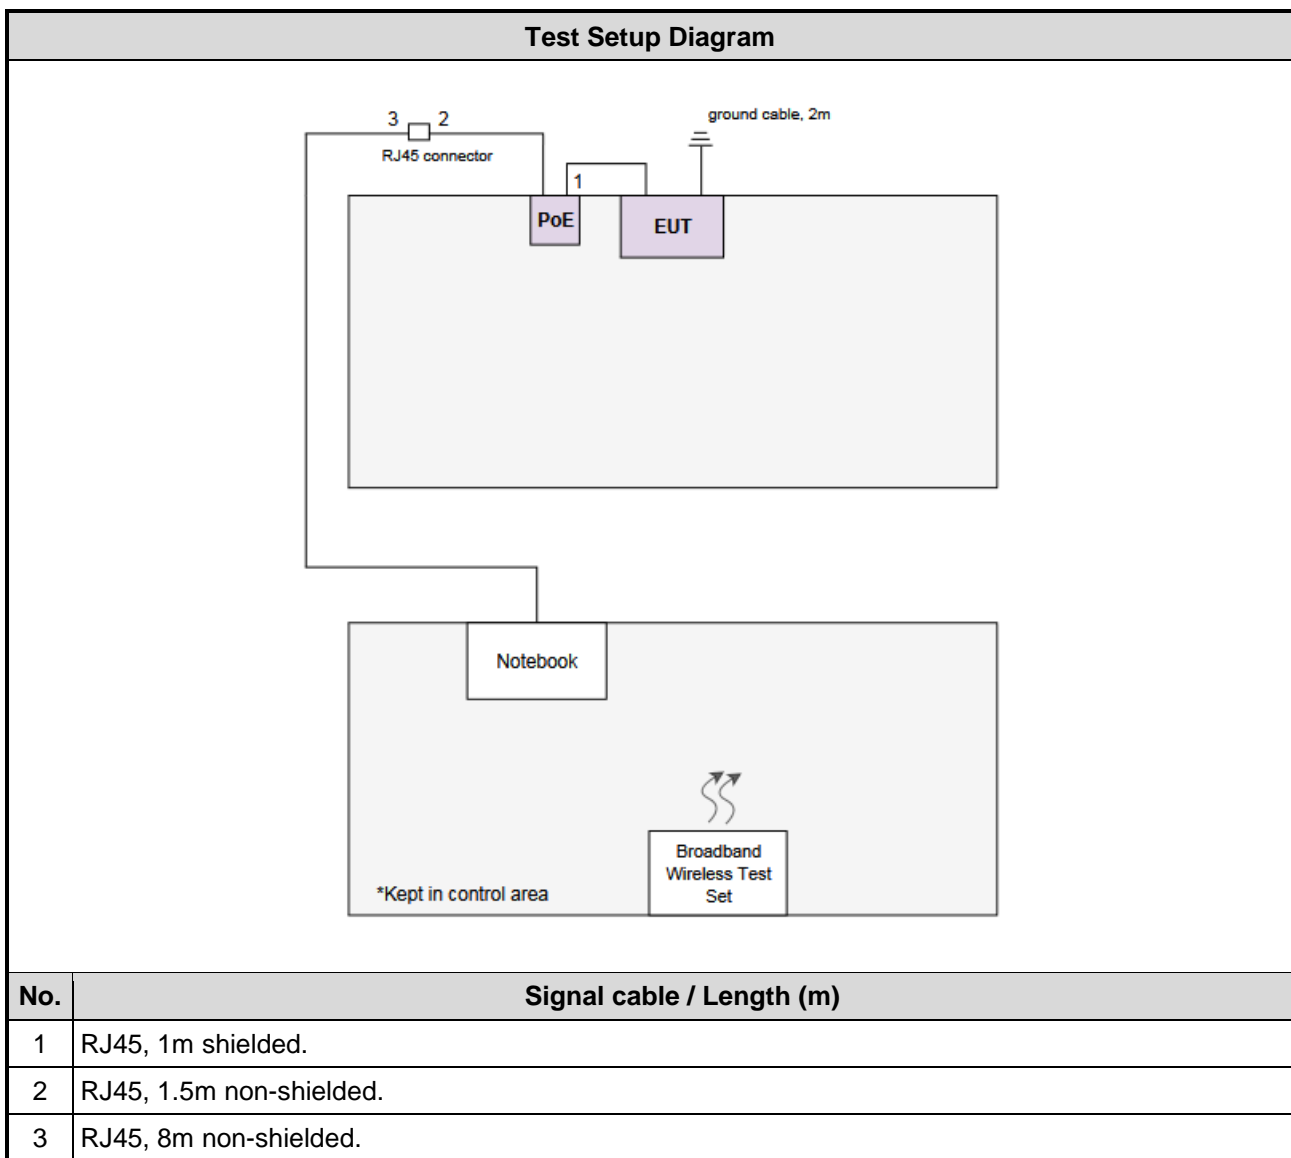 Test Setup Diagram
ground cable, 2m
3 2
RJ45 connector
1
PoE
EUT
Notebook
Broadband
Wireless Test
Set
*Kept in control area
No. Signal cable / Length (m)
1 RJ45, 1m shielded.
2 RJ45, 1.5m non-shielded.
3 RJ45, 8m non-shielded.